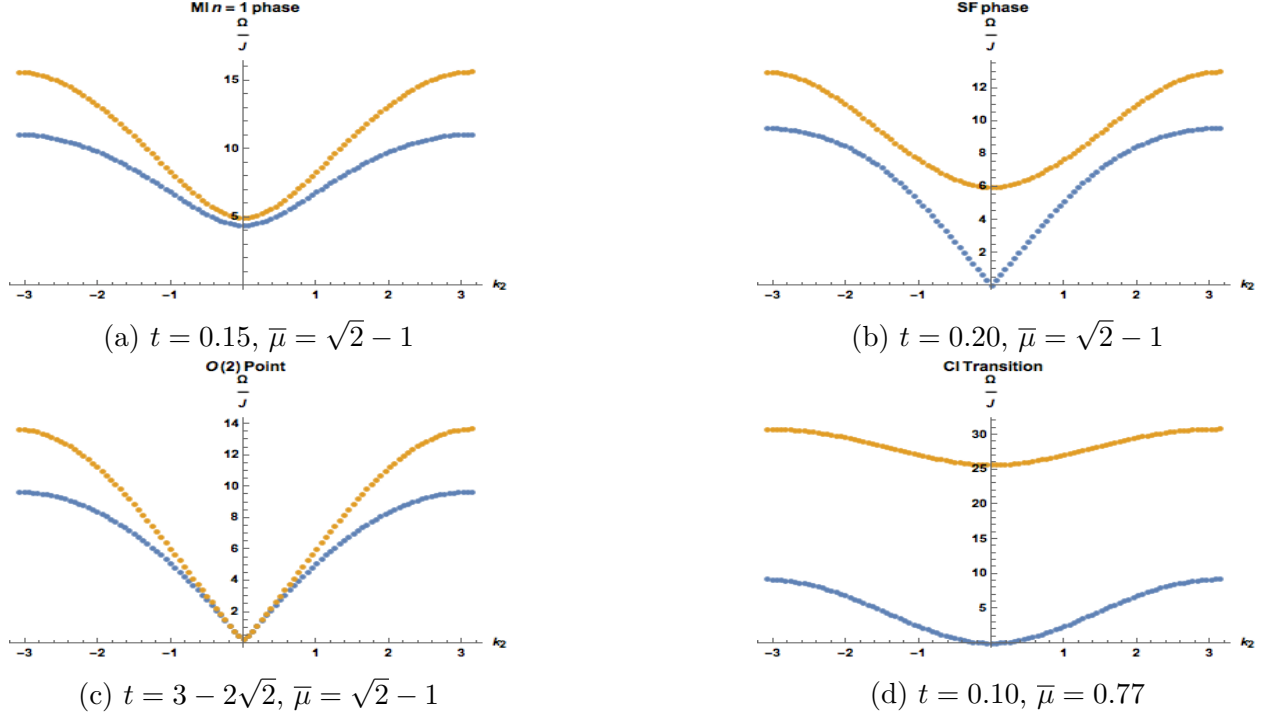 MI n = 1 phase
Ω
J
15
10
5
−3 −2 −1 1 2 3 k₂
(a) t = 0.15, μ̅ = √2 − 1
SF phase
Ω
J
12
10
8
6
4
2
−3 −2 −1 1 2 3 k₂
(b) t = 0.20, μ̅ = √2 − 1
O(2) Point
Ω
J
14
12
10
8
6
4
2
−3 −2 −1 1 2 3 k₂
(c) t = 3 − 2√2, μ̅ = √2 − 1
CI Transition
Ω
J
30
25
20
15
10
5
−3 −2 −1 1 2 3 k₂
(d) t = 0.10, μ̅ = 0.77